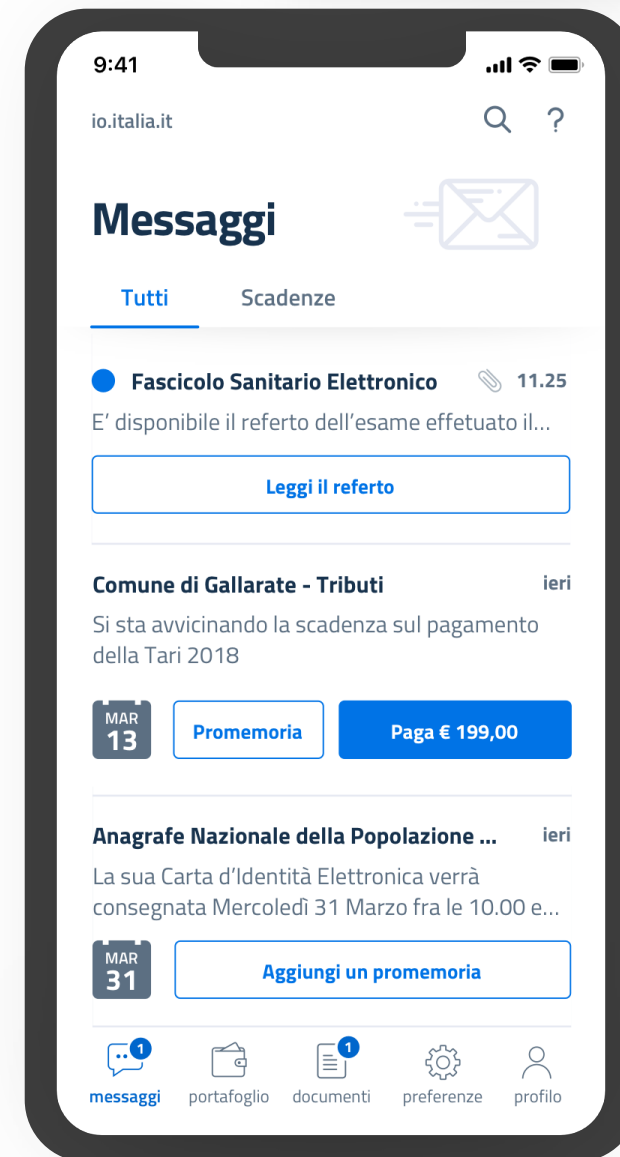 9:41
io.italia.it
?
Messaggi
Tutti Scadenze
Fascicolo Sanitario Elettronico 11.25
E’ disponibile il referto dell’esame effetuato il...
Leggi il referto
Comune di Gallarate - Tributi ieri
Si sta avvicinando la scadenza sul pagamento
della Tari 2018
MAR
13
Promemoria Paga € 199,00
Anagrafe Nazionale della Popolazione ... ieri
La sua Carta d’Identità Elettronica verrà
consegnata Mercoledì 31 Marzo fra le 10.00 e...
MAR
31
Aggiungi un promemoria
1 1
messaggi portafoglio documenti preferenze profilo